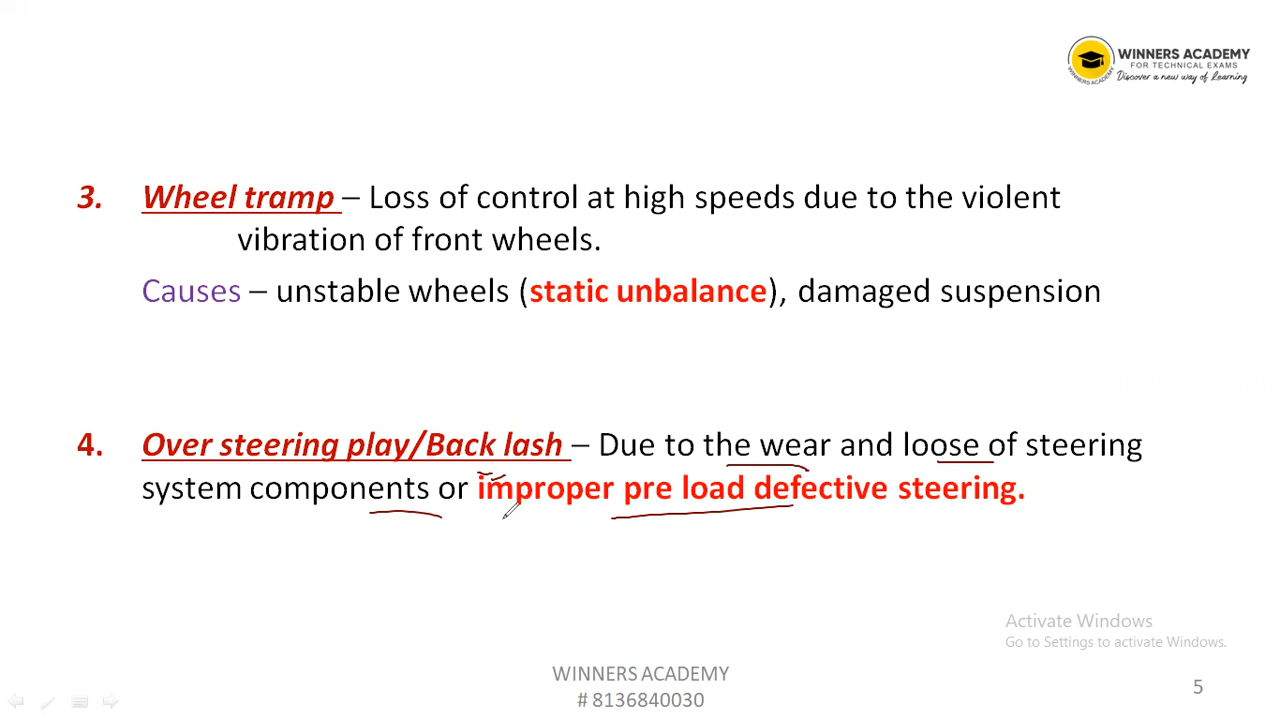 WINNERS ACADEMY
FOR TECHNICAL EXAMS
Discover a new way of Learning
WINNERS ACADEMY
3. Wheel tramp – Loss of control at high speeds due to the violent
vibration of front wheels.
Causes – unstable wheels (static unbalance), damaged suspension
4. Over steering play/Back lash – Due to the wear and loose of steering
system components or improper pre load defective steering.
Activate Windows
Go to Settings to activate Windows.
WINNERS ACADEMY
# 8136840030
5